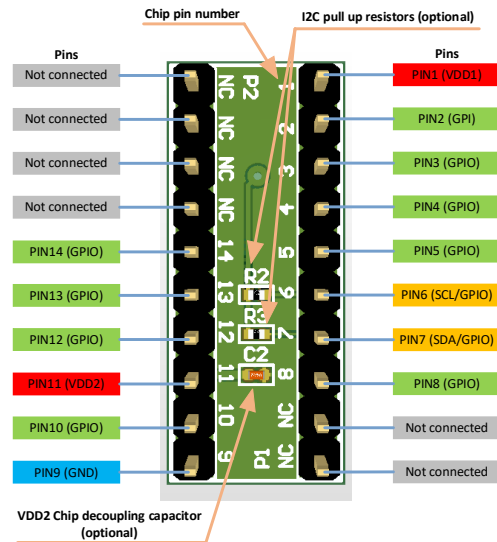 Chip pin number
I2C pull up resistors (optional)
Pins
Pins
Not connected
NC
P2
1
PIN1 (VDD1)
Not connected
NC
2
PIN2 (GPI)
Not connected
NC
3
PIN3 (GPIO)
Not connected
NC
4
PIN4 (GPIO)
PIN14 (GPIO)
14
5
PIN5 (GPIO)
R2
PIN13 (GPIO)
13
6
PIN6 (SCL/GPIO)
R3
PIN12 (GPIO)
12
7
PIN7 (SDA/GPIO)
C2
PIN11 (VDD2)
11
8
PIN8 (GPIO)
PIN10 (GPIO)
10
NC
Not connected
PIN9 (GND)
9
P1
NC
Not connected
VDD2 Chip decoupling capacitor
(optional)